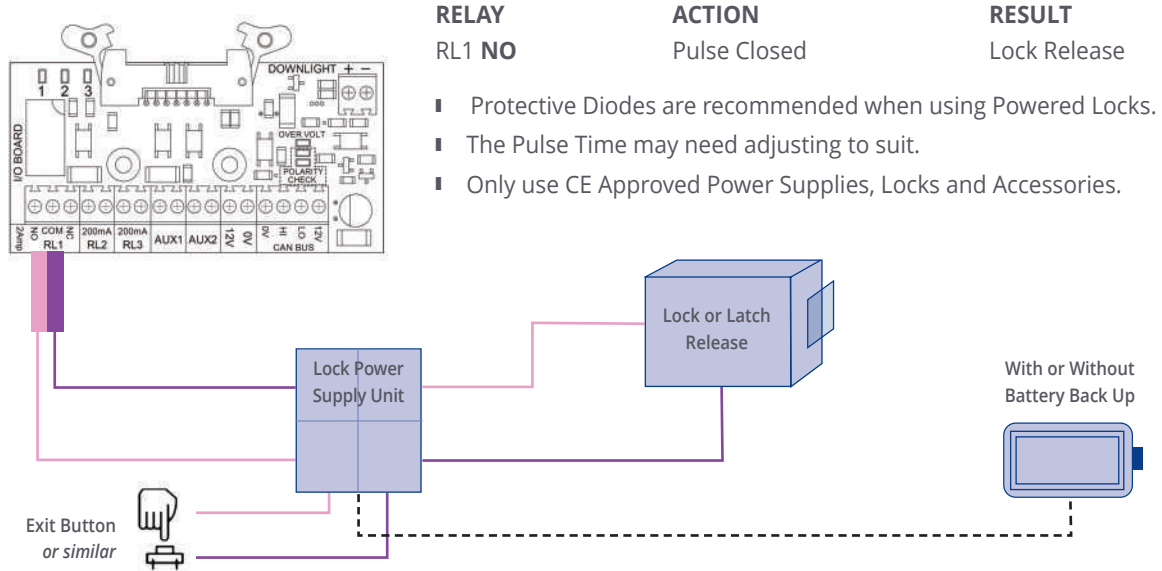 RELAY ACTION RESULT
RL1 NO Pulse Closed Lock Release
Protective Diodes are recommended when using Powered Locks.
The Pulse Time may need adjusting to suit.
Only use CE Approved Power Supplies, Locks and Accessories.
DOWNLIGHT + −
1 2 3
OVER VOLT
POLARITY
CHECK
I/O BOARD
2Amp NO COM NC 200mA 200mA AUX1 AUX2 12V 0V 0V HI LO 12V
RL1 RL2 RL3 CAN BUS
Lock or Latch
Release
Lock Power
Supply Unit
With or Without
Battery Back Up
Exit Button
or similar